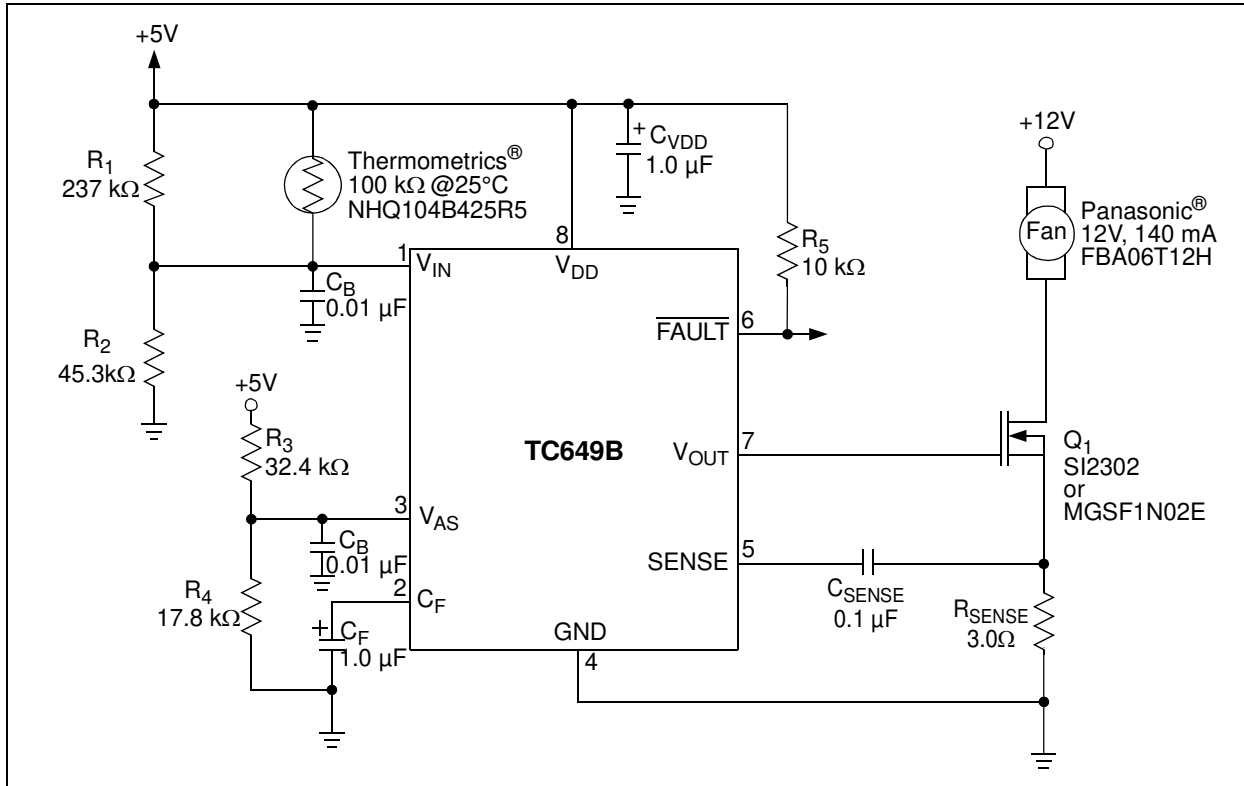 +5V
R1
237 kΩ
Thermometrics®
100 kΩ @25°C
NHQ104B425R5
+ CVDD
1.0 µF
+12V
Fan
Panasonic®
12V, 140 mA
FBA06T12H
R5
10 kΩ
1
VIN
8
VDD
CB
0.01 µF
R2
45.3kΩ
FAULT
6
+5V
R3
32.4 kΩ
TC649B
VOUT
7
Q1
SI2302
or
MGSF1N02E
3
VAS
CB
0.01 µF
SENSE
5
CSENSE
0.1 µF
RSENSE
3.0Ω
R4
17.8 kΩ
2
CF
+ CF
1.0 µF
GND
4